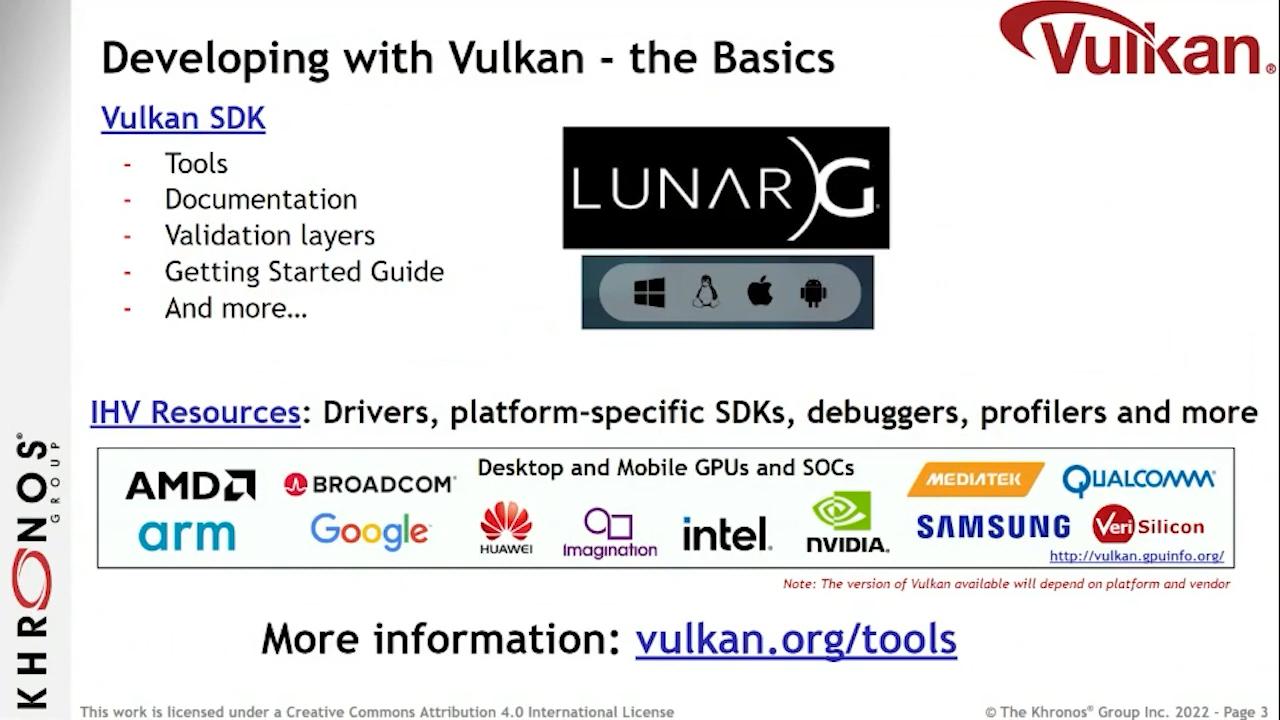 Developing with Vulkan - the Basics
Vulkan®
Vulkan SDK
- Tools
- Documentation
- Validation layers
- Getting Started Guide
- And more…
LUNAR)G
IHV Resources: Drivers, platform-specific SDKs, debuggers, profilers and more
Desktop and Mobile GPUs and SOCs
AMD BROADCOM MEDIATEK QUALCOMM
arm Google HUAWEI Imagination intel. NVIDIA. SAMSUNG VeriSilicon
http://vulkan.gpuinfo.org/
Note: The version of Vulkan available will depend on platform and vendor
More information: vulkan.org/tools
KHRONOS®
GROUP
This work is licensed under a Creative Commons Attribution 4.0 International License
© The Khronos® Group Inc. 2022 - Page 3